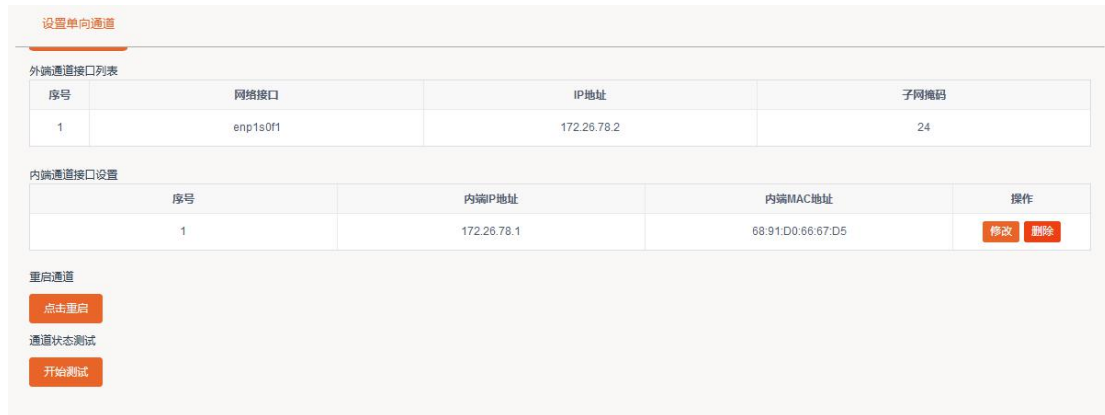 设置单向通道
外端通道接口列表
序号 网络接口 IP地址 子网掩码
1 enp1s0f1 172.26.78.2 24
内端通道接口设置
序号 内端IP地址 内端MAC地址 操作
1 172.26.78.1 68:91:D0:66:67:D5 修改 删除
重启通道
点击重启
通道状态测试
开始测试